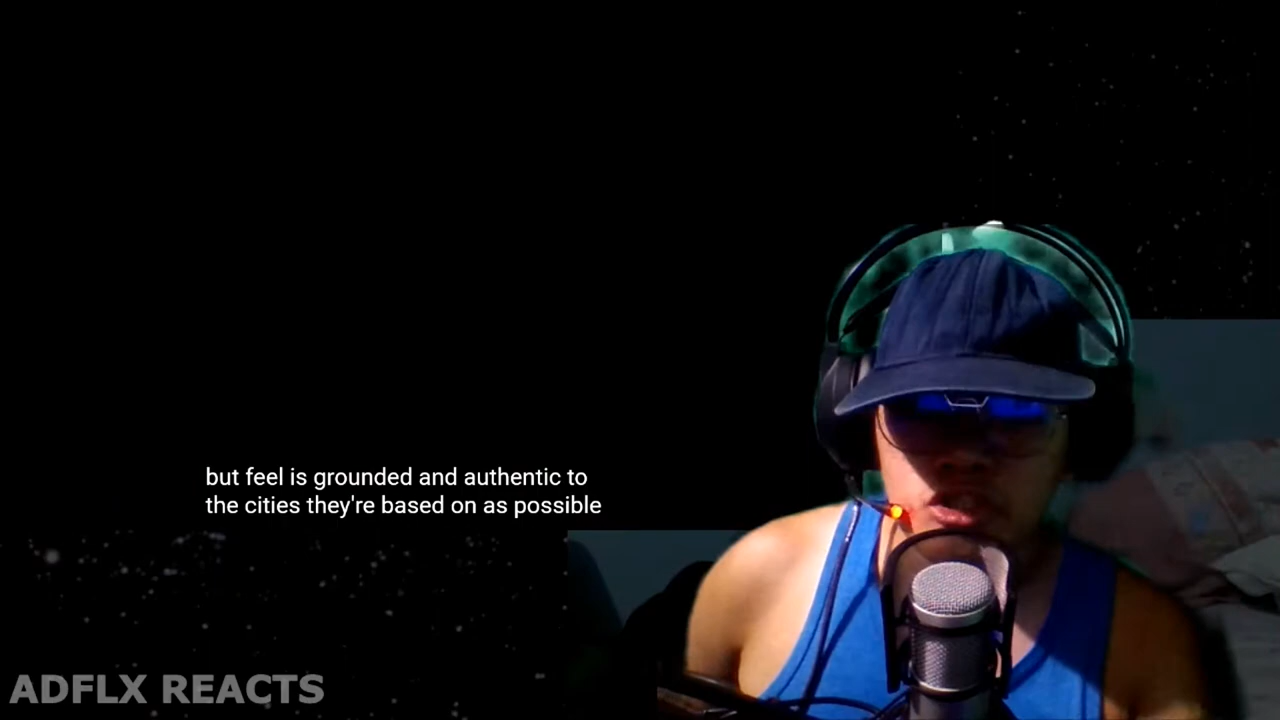 but feel is grounded and authentic to
the cities they're based on as possible
ADFLX REACTS